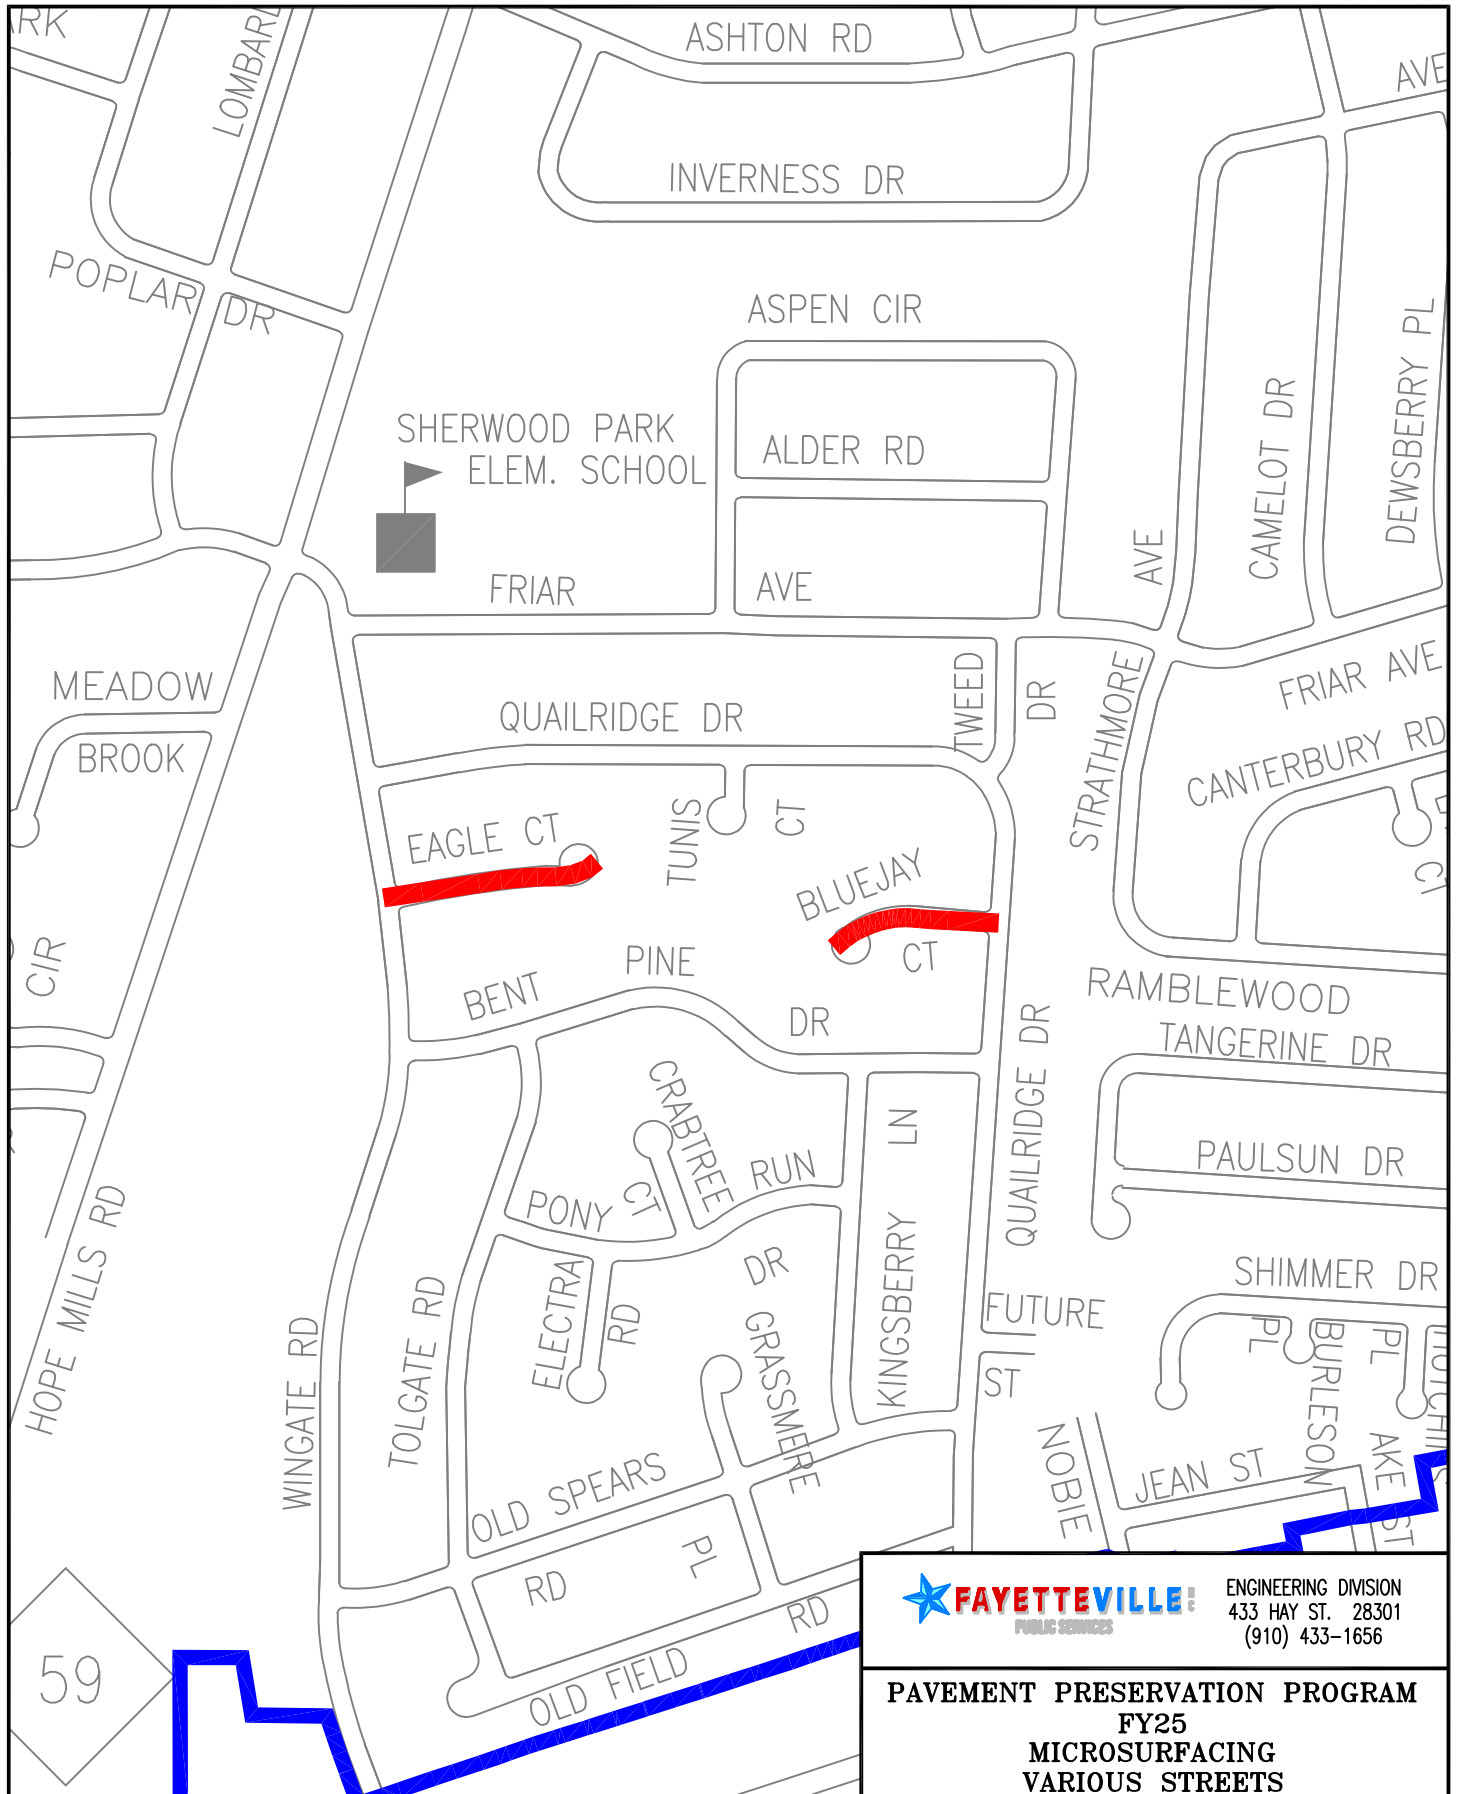 ASHTON RD
AVE
LOMBARD
INVERNESS DR
POPLAR DR
ASPEN CIR
SHERWOOD PARK
ELEM. SCHOOL
ALDER RD
CAMELOT DR
DEWSBERRY PL
FRIAR AVE
STRATHMORE AVE
FRIAR AVE
MEADOW
BROOK
QUAILRIDGE DR
TWEED DR
CANTERBURY RD
EAGLE CT
TUNIS CT
BLUEJAY
CT
CIR
BENT PINE DR
RAMBLEWOOD
TANGERINE DR
QUAILRIDGE DR
CRABTREE CT
KINGSBERRY LN
PAULSUN DR
PONY RUN
HOPE MILLS RD
ELECTRA RD
GRASSMERE DR
SHIMMER DR
FUTURE
ST
WINGATE RD
TOLGATE RD
BURLESON PL
PL
NOBIE
JEAN ST
AKE ST
OLD SPEARS
RD
PL
OLD FIELD RD
59
FAYETTEVILLE NC
PUBLIC SERVICES
ENGINEERING DIVISION
433 HAY ST. 28301
(910) 433-1656
PAVEMENT PRESERVATION PROGRAM
FY25
MICROSURFACING
VARIOUS STREETS